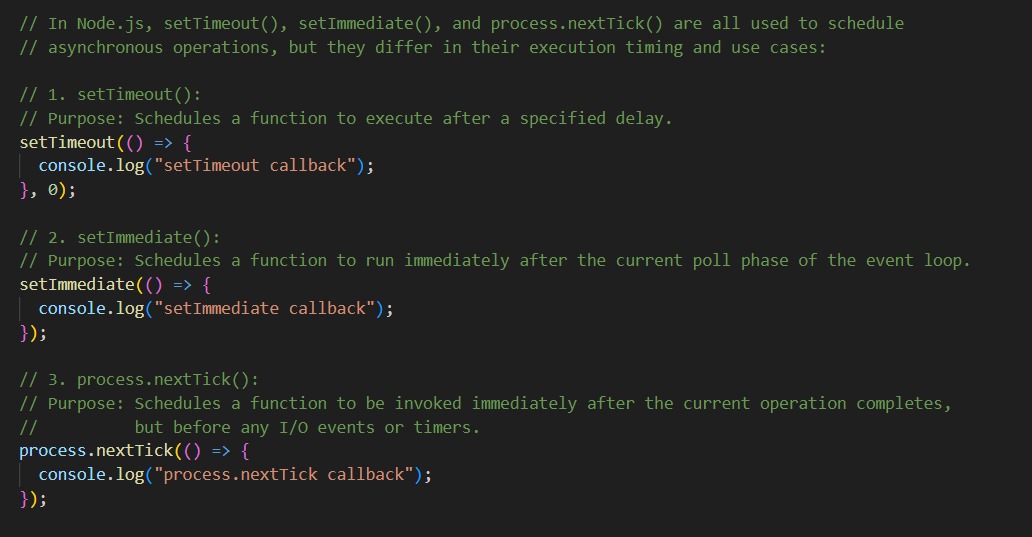 // In Node.js, setTimeout(), setImmediate(), and process.nextTick() are all used to schedule
// asynchronous operations, but they differ in their execution timing and use cases:
// 1. setTimeout():
// Purpose: Schedules a function to execute after a specified delay.
setTimeout(() => {
  console.log("setTimeout callback");
}, 0);
// 2. setImmediate():
// Purpose: Schedules a function to run immediately after the current poll phase of the event loop.
setImmediate(() => {
  console.log("setImmediate callback");
});
// 3. process.nextTick():
// Purpose: Schedules a function to be invoked immediately after the current operation completes,
//          but before any I/O events or timers.
process.nextTick(() => {
  console.log("process.nextTick callback");
});